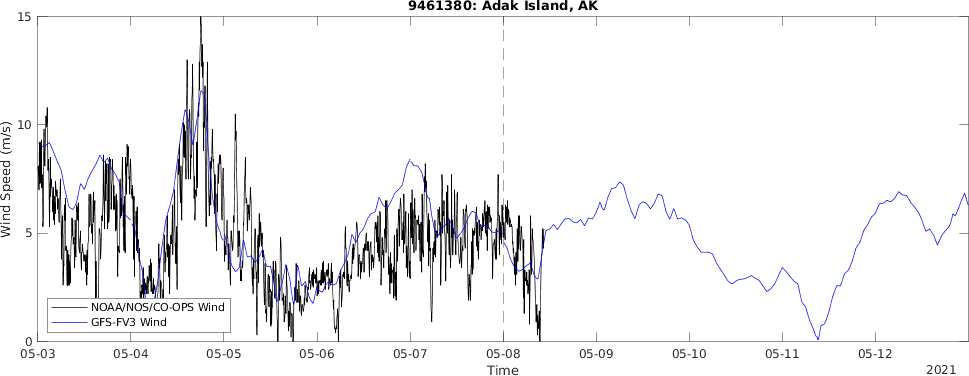 9461380: Adak Island, AK
Wind Speed (m/s)
15
10
5
0
NOAA/NOS/CO-OPS Wind
GFS-FV3 Wind
05-03 05-04 05-05 05-06 05-07 05-08 05-09 05-10 05-11 05-12
Time
2021